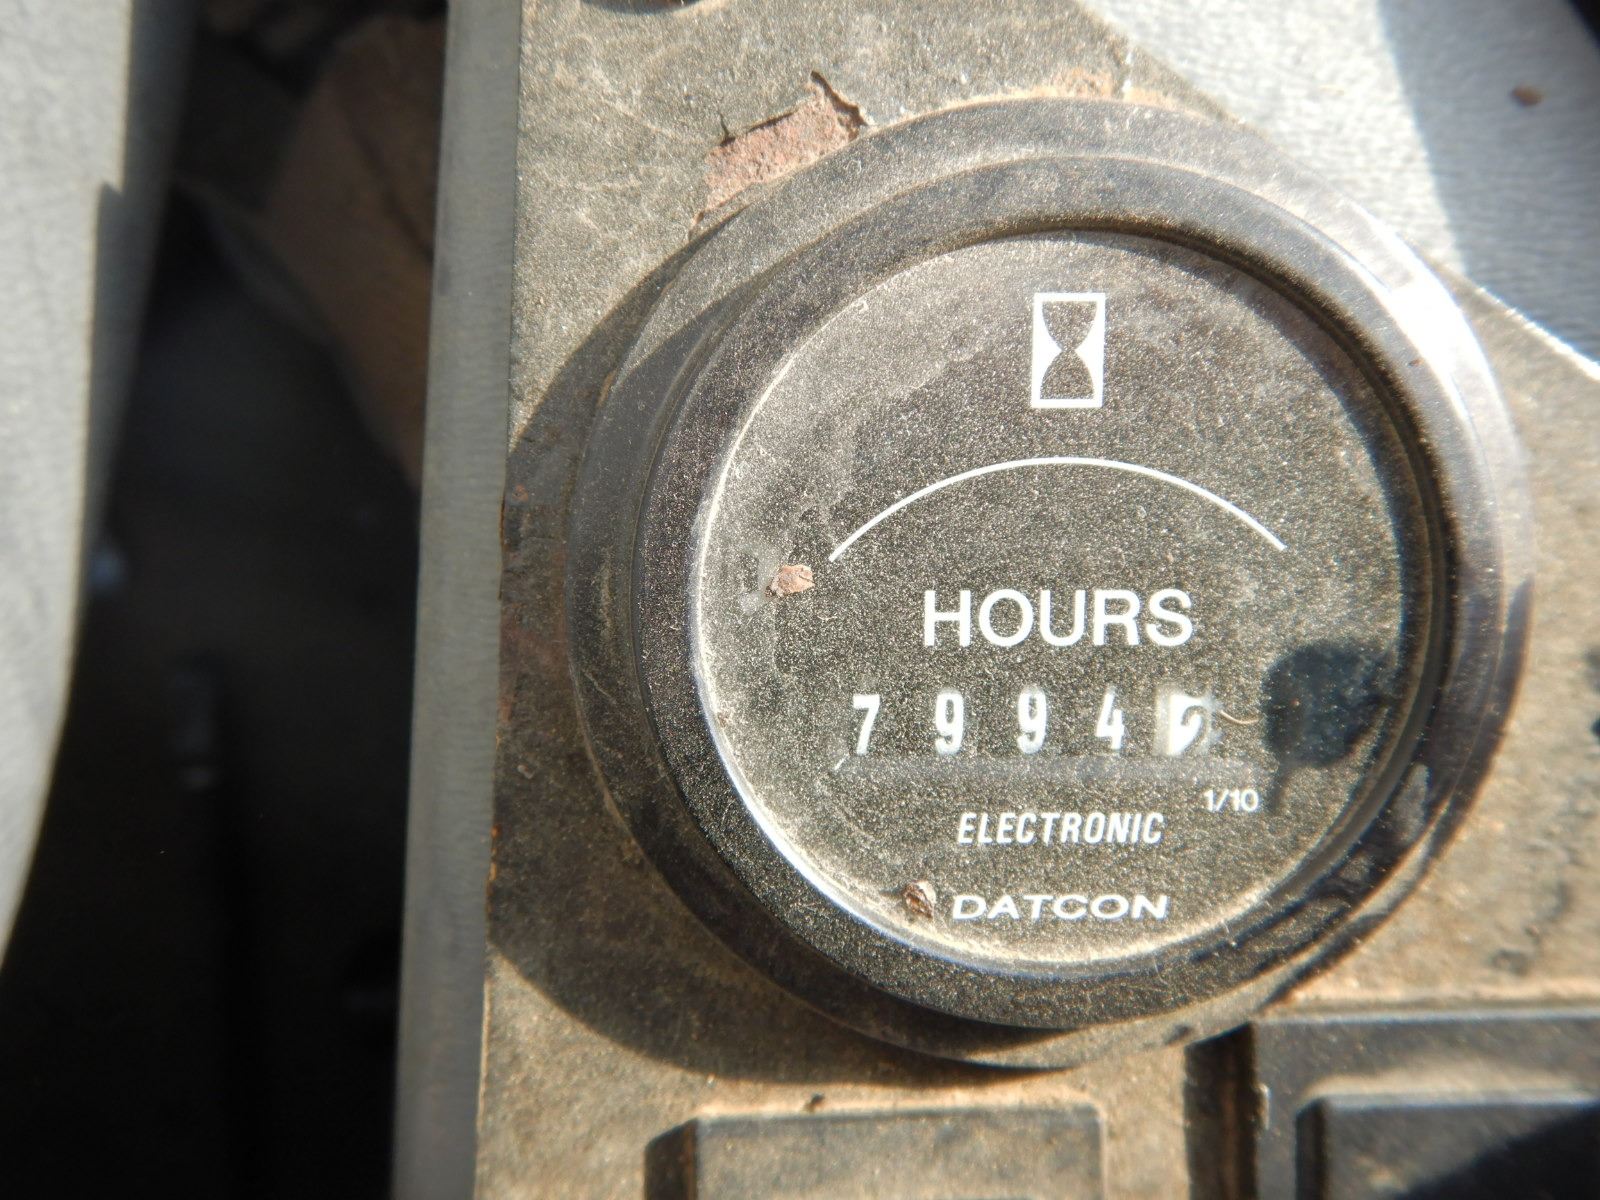 HOURS
7994
1/10
ELECTRONIC
DATCON